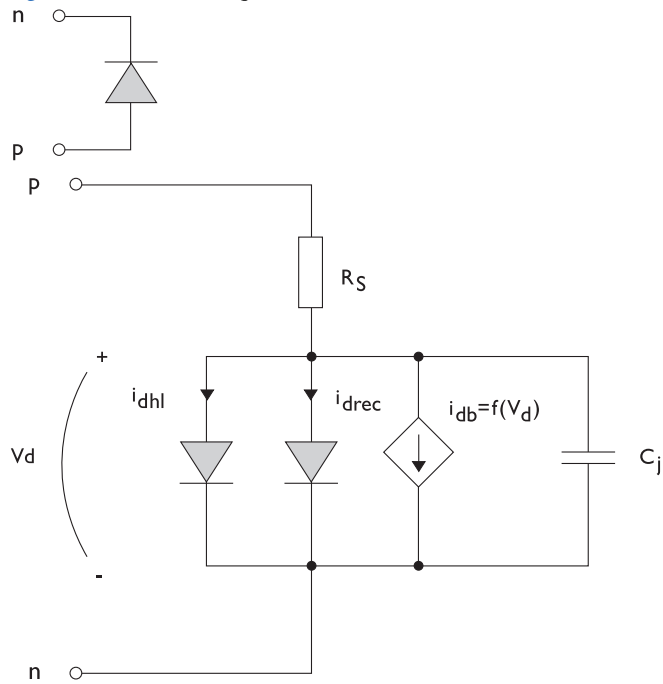 n
p
p
R_S
+
i_dhl
i_drec
i_db=f(V_d)
Vd
C_j
-
n